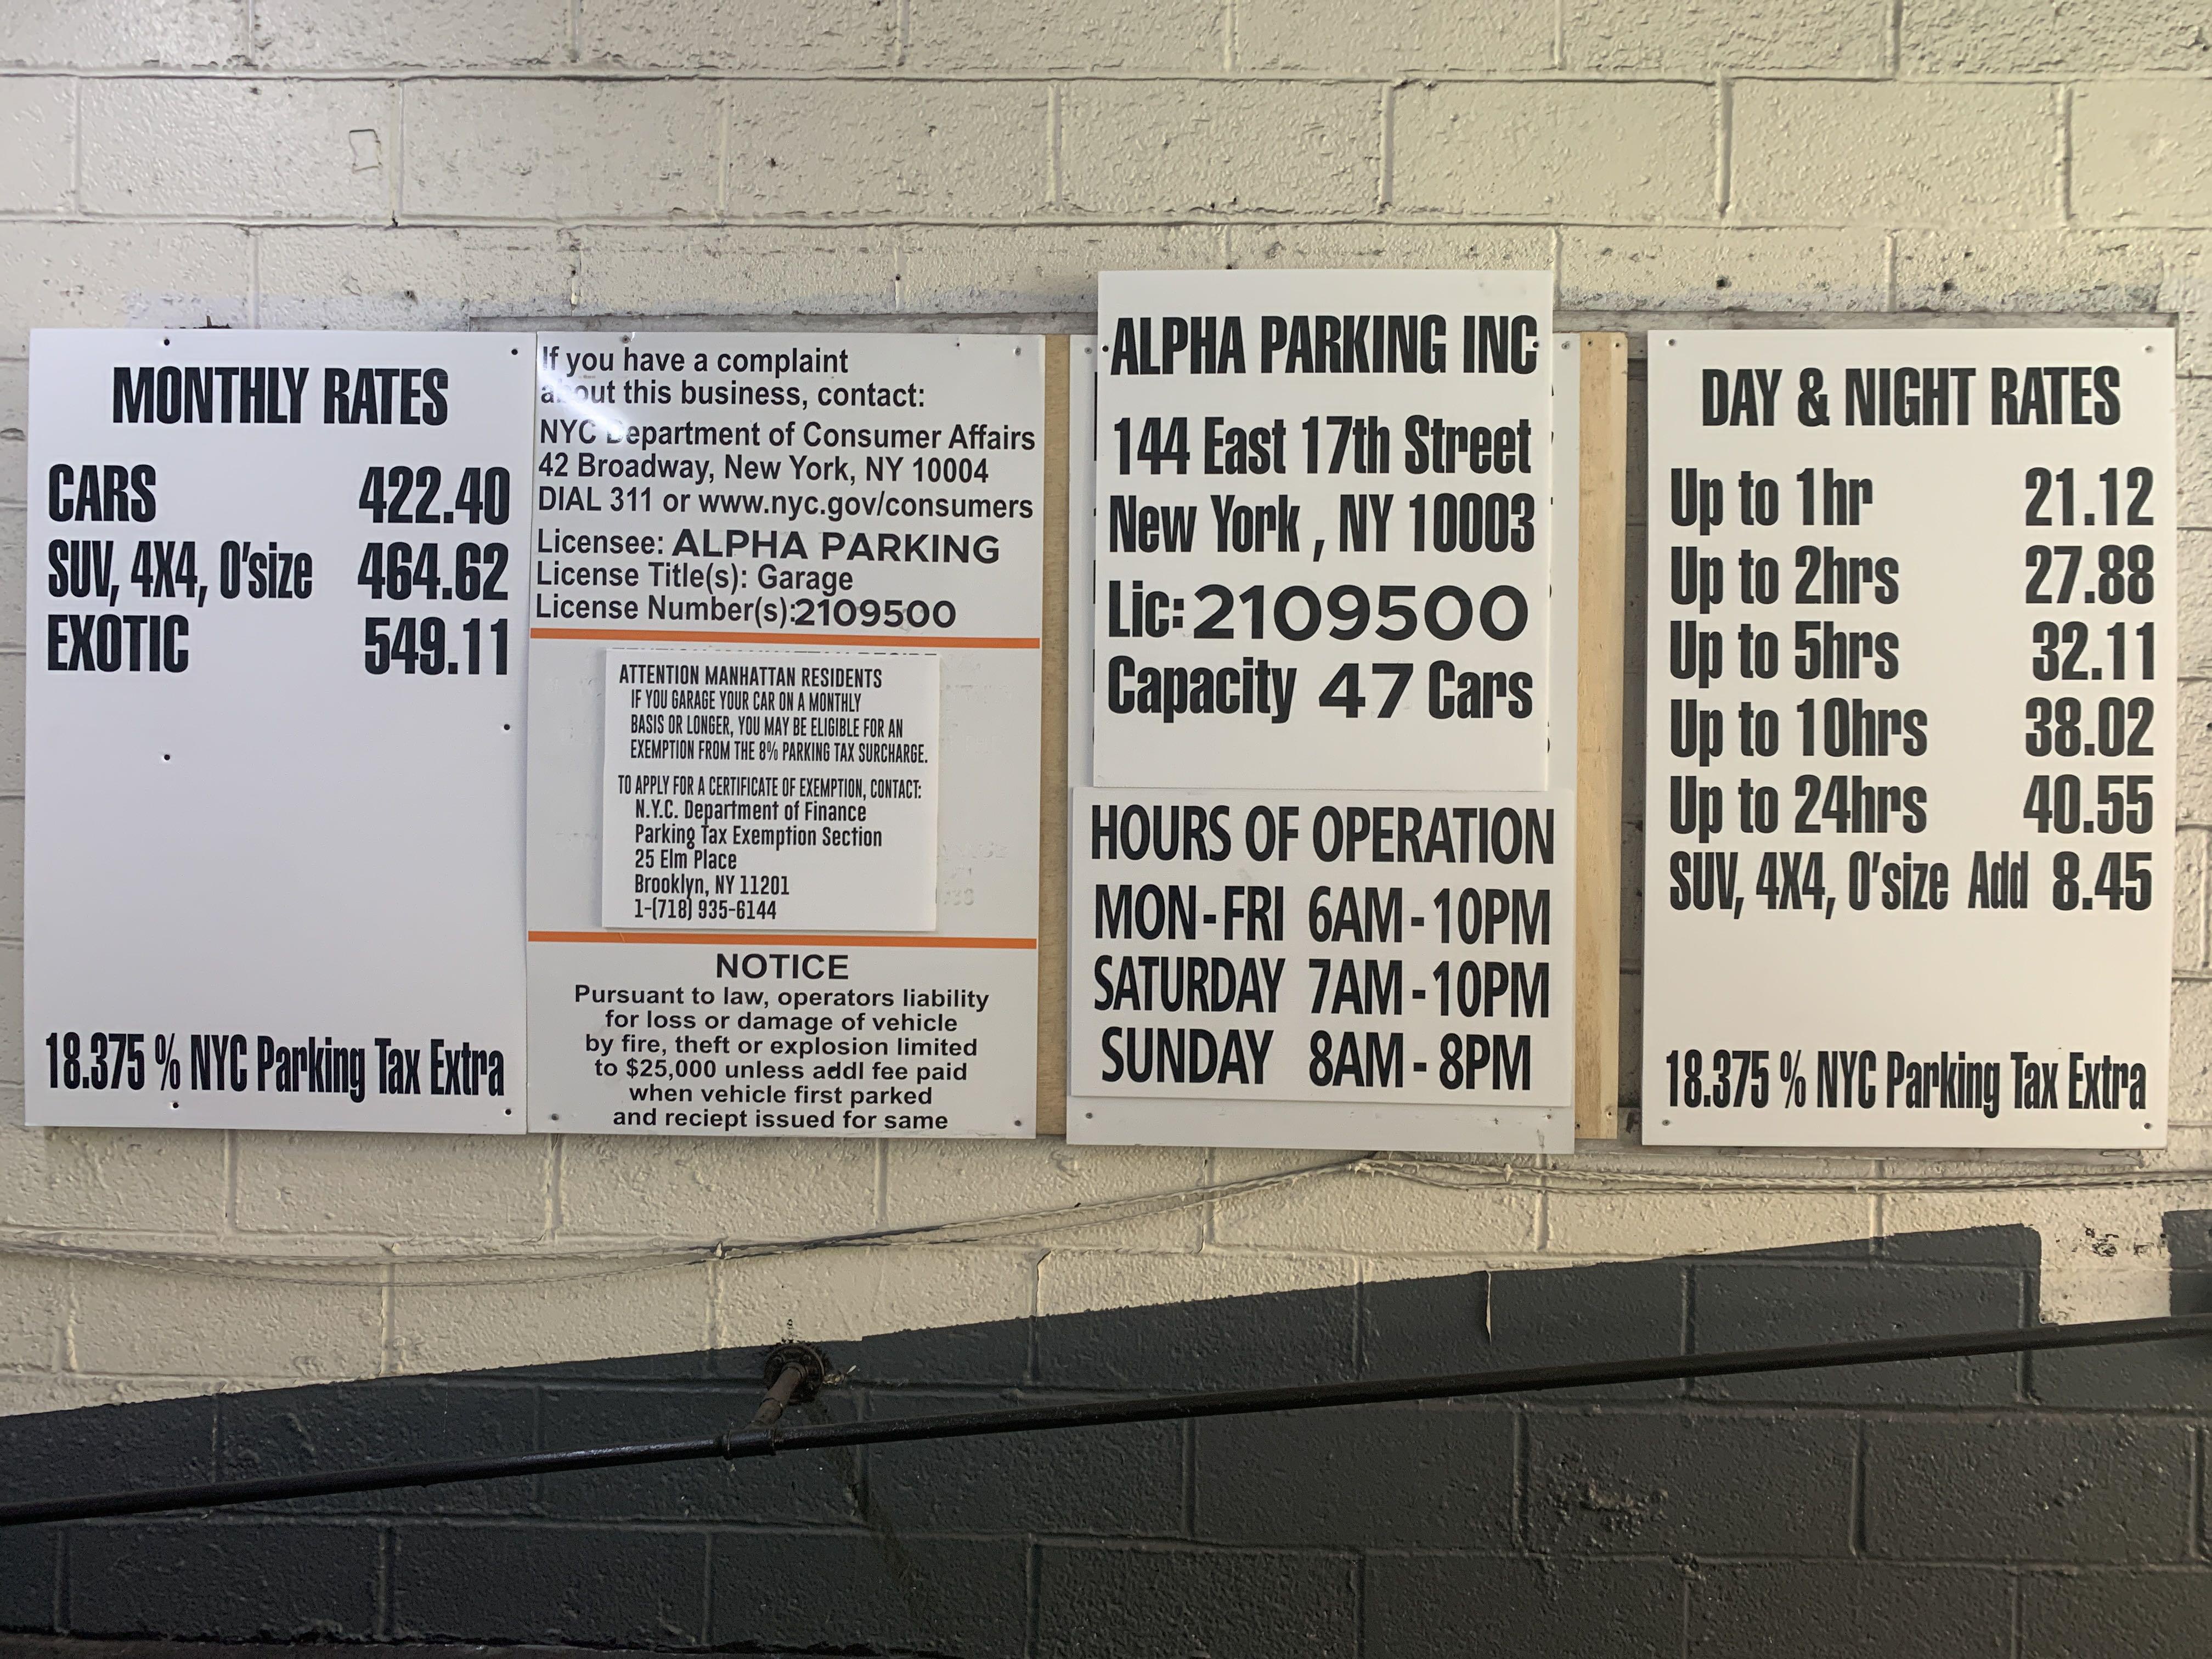 MONTHLY RATES
CARS 422.40
SUV, 4X4, O'size 464.62
EXOTIC 549.11
18.375 % NYC Parking Tax Extra
If you have a complaint
about this business, contact:
NYC Department of Consumer Affairs
42 Broadway, New York, NY 10004
DIAL 311 or www.nyc.gov/consumers
Licensee: ALPHA PARKING
License Title(s): Garage
License Number(s):2109500
ATTENTION MANHATTAN RESIDENTS
IF YOU GARAGE YOUR CAR ON A MONTHLY
BASIS OR LONGER, YOU MAY BE ELIGIBLE FOR AN
EXEMPTION FROM THE 8% PARKING TAX SURCHARGE.
TO APPLY FOR A CERTIFICATE OF EXEMPTION, CONTACT:
N.Y.C. Department of Finance
Parking Tax Exemption Section
25 Elm Place
Brooklyn, NY 11201
1-(718) 935-6144
NOTICE
Pursuant to law, operators liability
for loss or damage of vehicle
by fire, theft or explosion limited
to $25,000 unless addl fee paid
when vehicle first parked
and reciept issued for same
ALPHA PARKING INC
144 East 17th Street
New York , NY 10003
Lic: 2109500
Capacity 47 Cars
HOURS OF OPERATION
MON-FRI 6AM-10PM
SATURDAY 7AM-10PM
SUNDAY 8AM-8PM
DAY & NIGHT RATES
Up to 1hr 21.12
Up to 2hrs 27.88
Up to 5hrs 32.11
Up to 10hrs 38.02
Up to 24hrs 40.55
SUV, 4X4, O'size Add 8.45
18.375 % NYC Parking Tax Extra